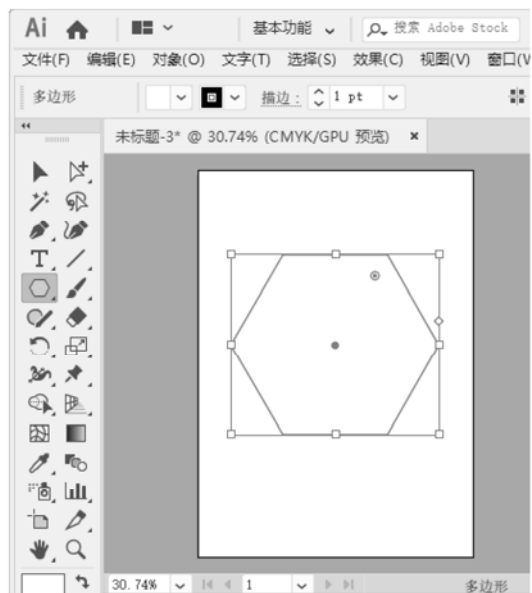 Ai 基本功能 搜索 Adobe Stock
文件(F) 编辑(E) 对象(O) 文字(T) 选择(S) 效果(C) 视图(V) 窗口(W
多边形 描边: 1 pt
未标题-3* @ 30.74% (CMYK/GPU 预览) ×
30.74% 1 多边形